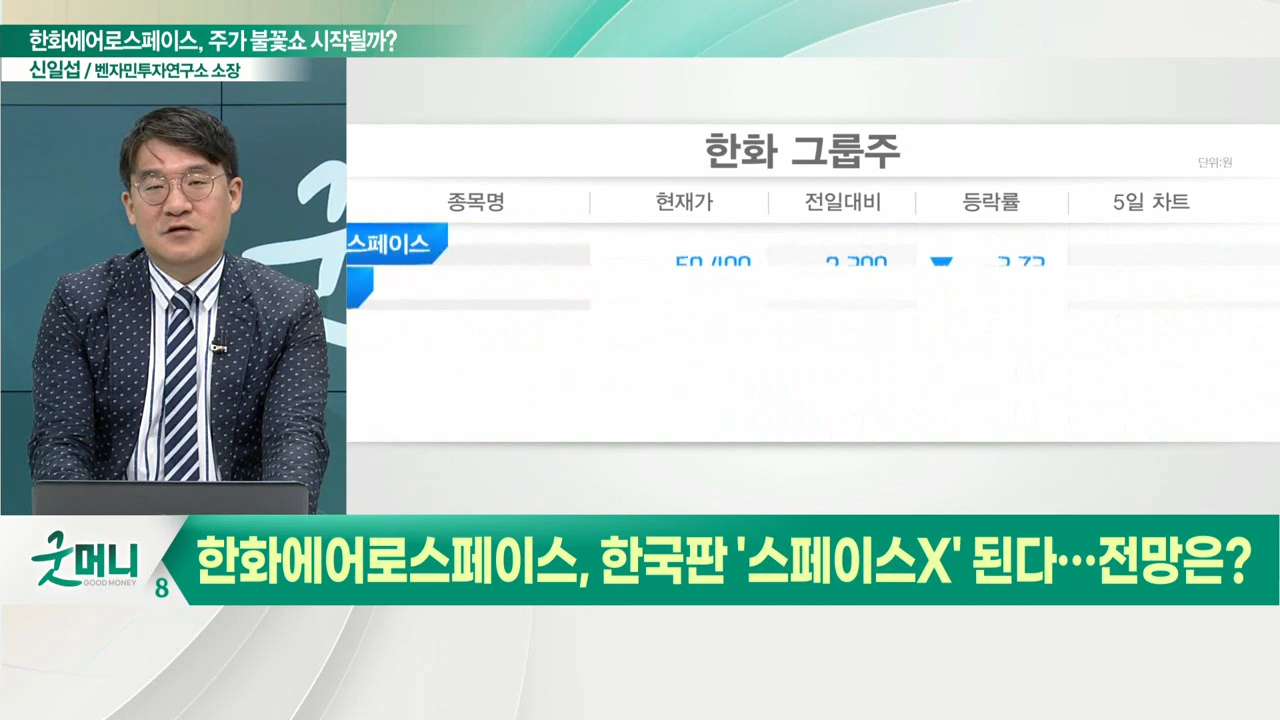 한화에어로스페이스, 주가 불꽃쇼 시작될까?
신일섭 / 벤자민투자연구소 소장
한화 그룹주
단위:원
종목명 현재가 전일대비 등락률 5일 차트
스페이스
굿머니
GOOD MONEY
8
한화에어로스페이스, 한국판 '스페이스X' 된다…전망은?